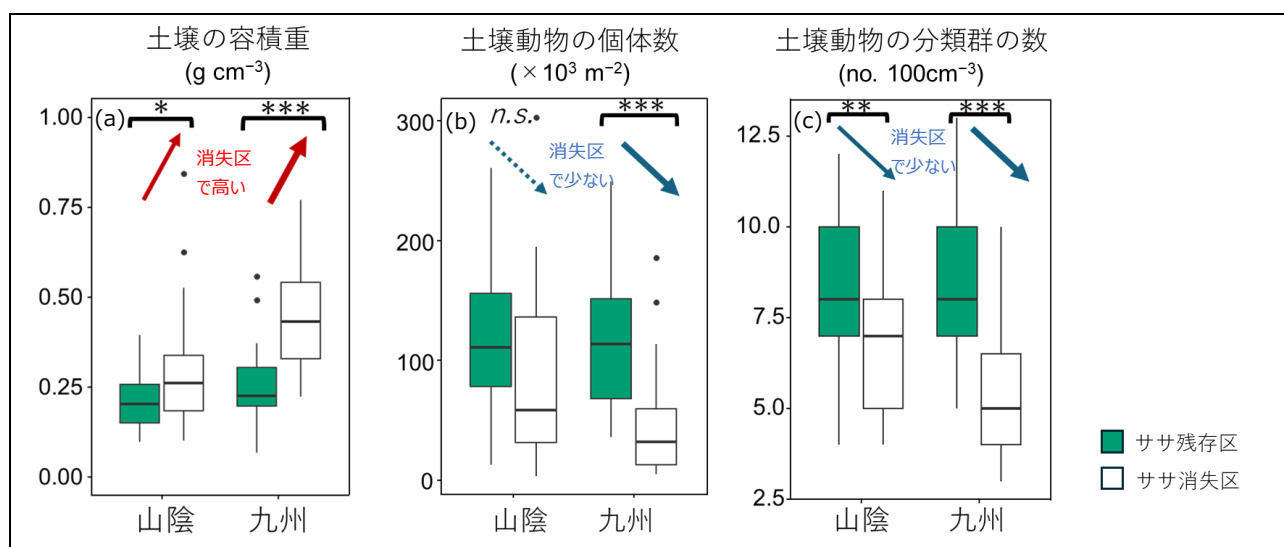 土壌の容積重
(g cm⁻³)
土壌動物の個体数
(×10³ m⁻²)
土壌動物の分類群の数
(no. 100cm⁻³)
(a)
*
***
消失区
で高い
1.00
0.75
0.50
0.25
0.00
山陰
九州
(b)
n.s.
***
消失区
で少ない
300
200
100
0
山陰
九州
(c)
**
***
消失区
で少ない
12.5
10.0
7.5
5.0
2.5
山陰
九州
ササ残存区
ササ消失区